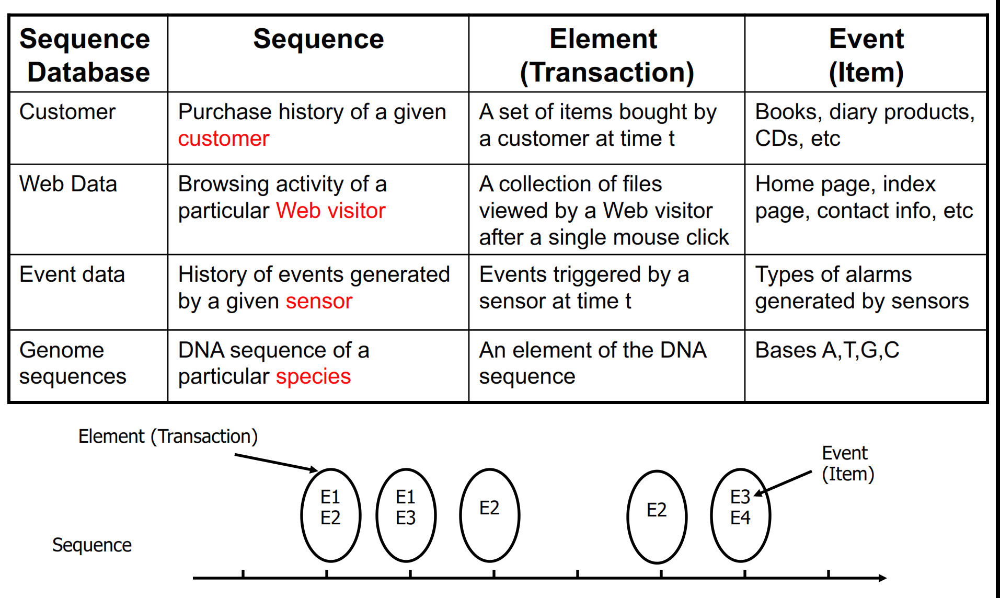 Sequence
Database
Sequence
Element
(Transaction)
Event
(Item)
Customer
Purchase history of a given
customer
A set of items bought by
a customer at time t
Books, diary products,
CDs, etc
Web Data
Browsing activity of a
particular Web visitor
A collection of files
viewed by a Web visitor
after a single mouse click
Home page, index
page, contact info, etc
Event data
History of events generated
by a given sensor
Events triggered by a
sensor at time t
Types of alarms
generated by sensors
Genome
sequences
DNA sequence of a
particular species
An element of the DNA
sequence
Bases A,T,G,C
Element (Transaction)
Event
(Item)
E1
E2
E1
E3
E2
E2
E3
E4
Sequence